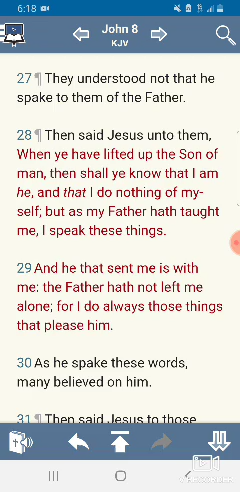 6:18
John 8
KJV
27 ¶ They understood not that he
spake to them of the Father.
28 ¶ Then said Jesus unto them,
When ye have lifted up the Son of
man, then shall ye know that I am
he, and that I do nothing of my-
self; but as my Father hath taught
me, I speak these things.
29 And he that sent me is with
me: the Father hath not left me
alone; for I do always those things
that please him.
30 As he spake these words,
many believed on him.
31 ¶ Then said Jesus to those